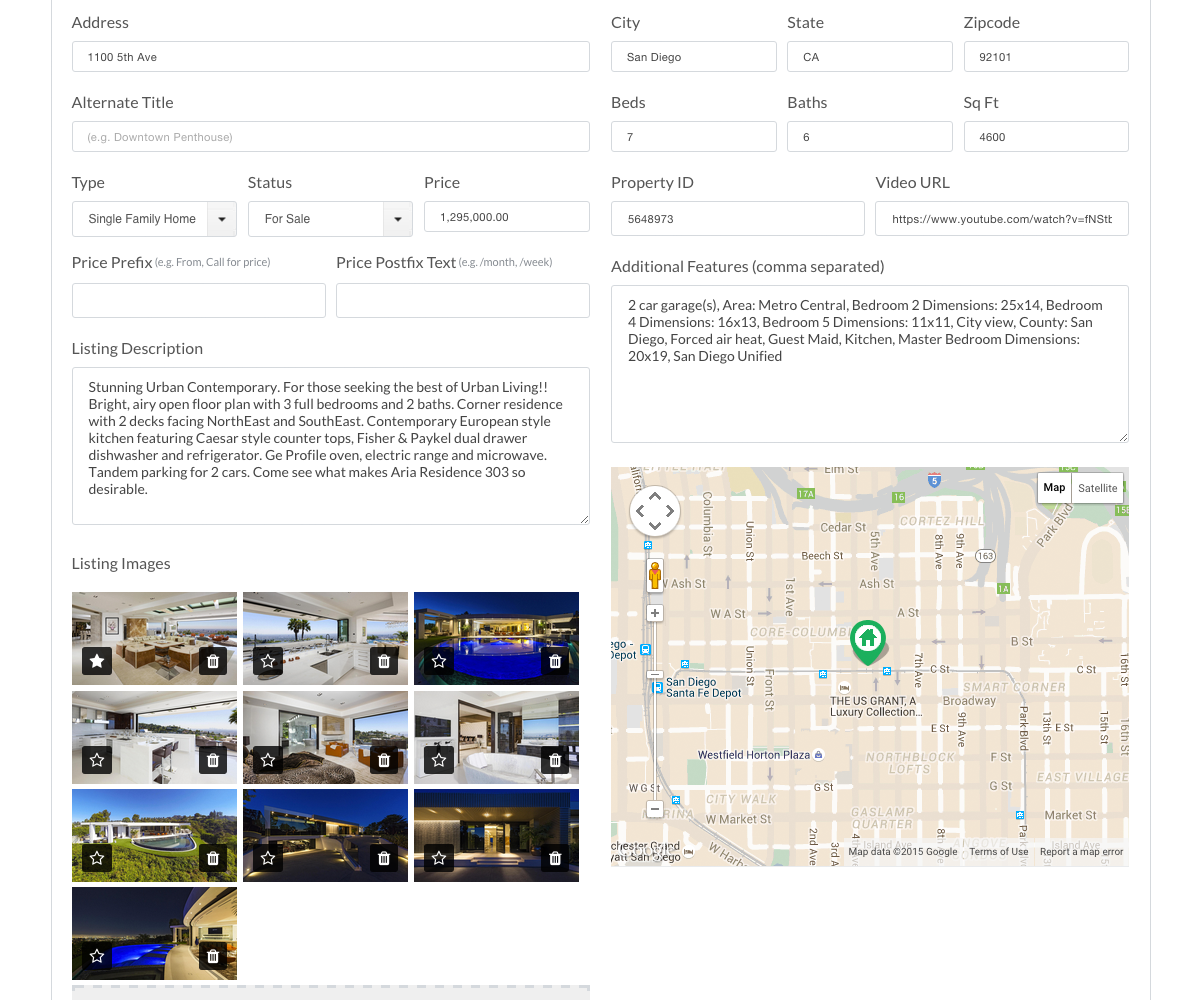 Address
City
State
Zipcode
1100 5th Ave
San Diego
CA
92101
Alternate Title
Beds
Baths
Sq Ft
(e.g. Downtown Penthouse)
7
6
4600
Type
Status
Price
Property ID
Video URL
Single Family Home
For Sale
1,295,000.00
5648973
https://www.youtube.com/watch?v=fNStt
Price Prefix (e.g. From, Call for price)
Price Postfix Text (e.g. /month, /week)
Additional Features (comma separated)
2 car garage(s), Area: Metro Central, Bedroom 2 Dimensions: 25x14, Bedroom
4 Dimensions: 16x13, Bedroom 5 Dimensions: 11x11, City view, County: San
Diego, Forced air heat, Guest Maid, Kitchen, Master Bedroom Dimensions:
20x19, San Diego Unified
Listing Description
Stunning Urban Contemporary. For those seeking the best of Urban Living!!
Bright, airy open floor plan with 3 full bedrooms and 2 baths. Corner residence
with 2 decks facing NorthEast and SouthEast. Contemporary European style
kitchen featuring Caesar style counter tops, Fisher & Paykel dual drawer
dishwasher and refrigerator. Ge Profile oven, electric range and microwave.
Tandem parking for 2 cars. Come see what makes Aria Residence 303 so
desirable.
Listing Images
Elm St
5
Map
Satellite
17A
16
Columbia St
Union St
Cedar St
5th Ave
CORTEZ HILL
8th Ave
9th Ave
Park Blvd
Beech St
163
W Ash St
1st Ave
Ash St
1A
W A St
A St
CORE-COLUMBIA
B St
Depot
Union St
Front St
7th Ave
C St
C St
16th St
San Diego
Santa Fe Depot
SMART CORNER
THE US GRANT, A
Luxury Collection...
Broadway
9th Ave
Park Blvd
13th St
15th St
16th St
E St
E St
Westfield Horton Plaza
NORTHBLOCK
LOFTS
F St
EAST VILLAGE
W G St
G St
G St
CITY WALK
MARINA
W Market St
GASLAMP
QUARTER
Market St
2nd Ave
3rd A
8th
Island Ave
Island Ave
Map data ©2015 Google
Terms of Use
Report a map error